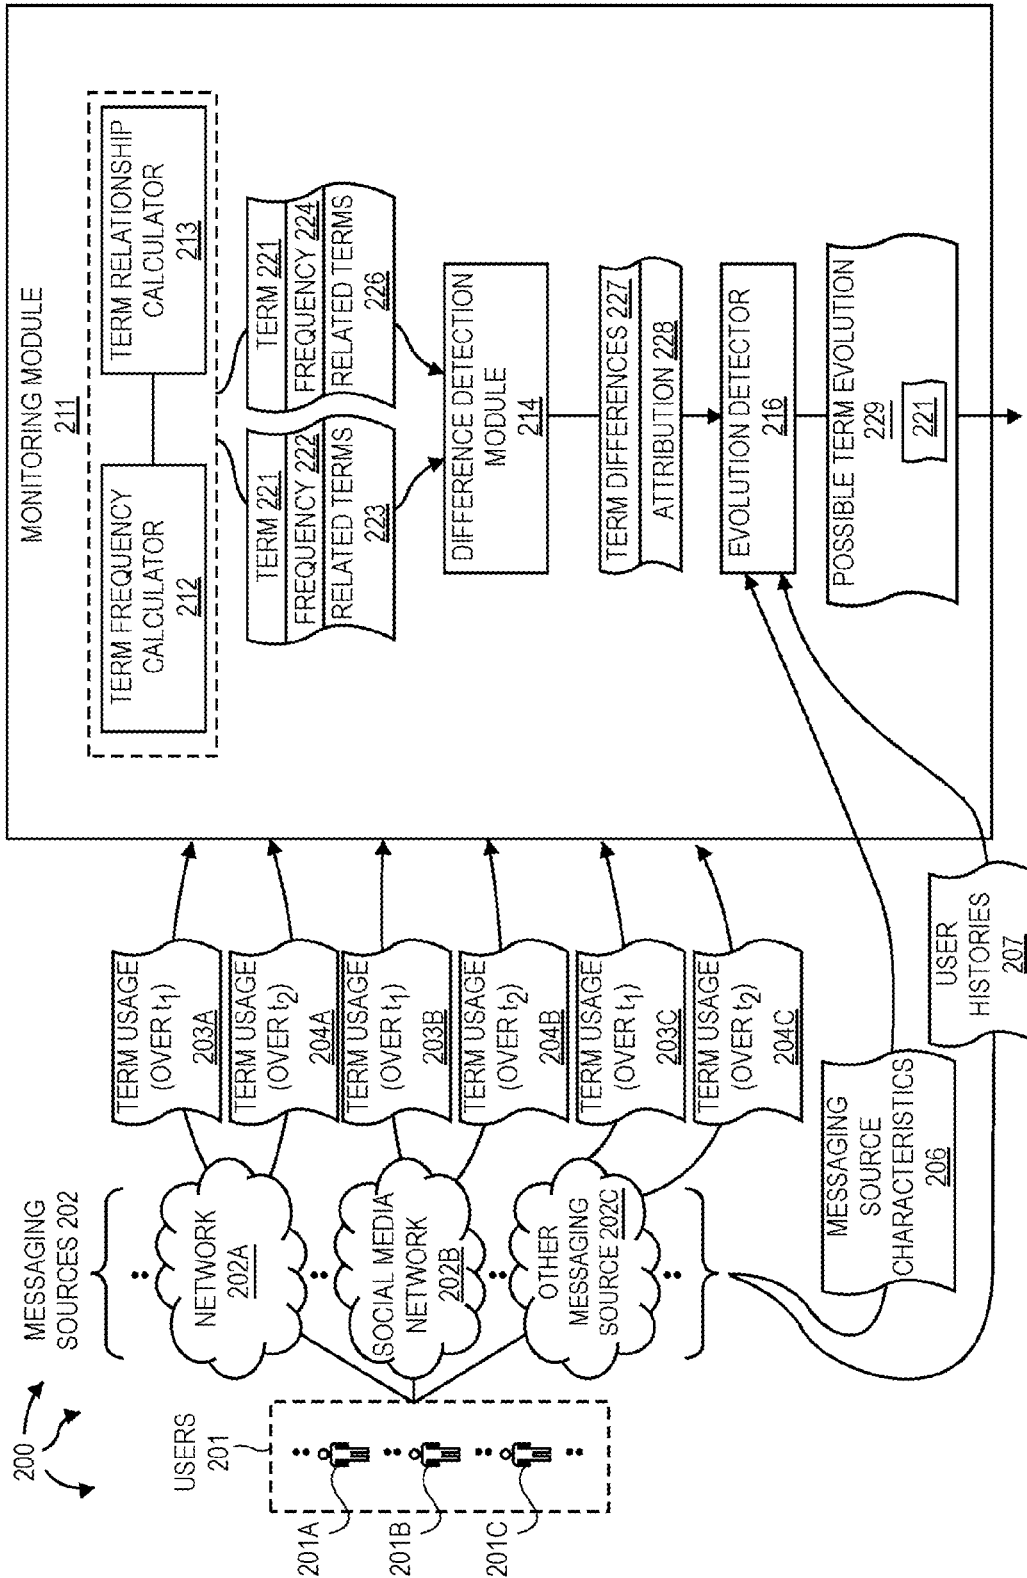 200
USERS
201
201A
201B
201C
MESSAGING
SOURCES 202
NETWORK
202A
SOCIAL MEDIA
NETWORK
202B
OTHER
MESSAGING
SOURCE 202C
TERM USAGE
(OVER t1)
203A
TERM USAGE
(OVER t2)
204A
TERM USAGE
(OVER t1)
203B
TERM USAGE
(OVER t2)
204B
TERM USAGE
(OVER t1)
203C
TERM USAGE
(OVER t2)
204C
MESSAGING
SOURCE
CHARACTERISTICS
206
USER
HISTORIES
207
MONITORING MODULE
211
TERM FREQUENCY
CALCULATOR
212
TERM RELATIONSHIP
CALCULATOR
213
TERM 221
FREQUENCY 222
RELATED TERMS
223
TERM 221
FREQUENCY 224
RELATED TERMS
226
DIFFERENCE DETECTION
MODULE
214
TERM DIFFERENCES 227
ATTRIBUTION 228
EVOLUTION DETECTOR
216
POSSIBLE TERM EVOLUTION
229
221